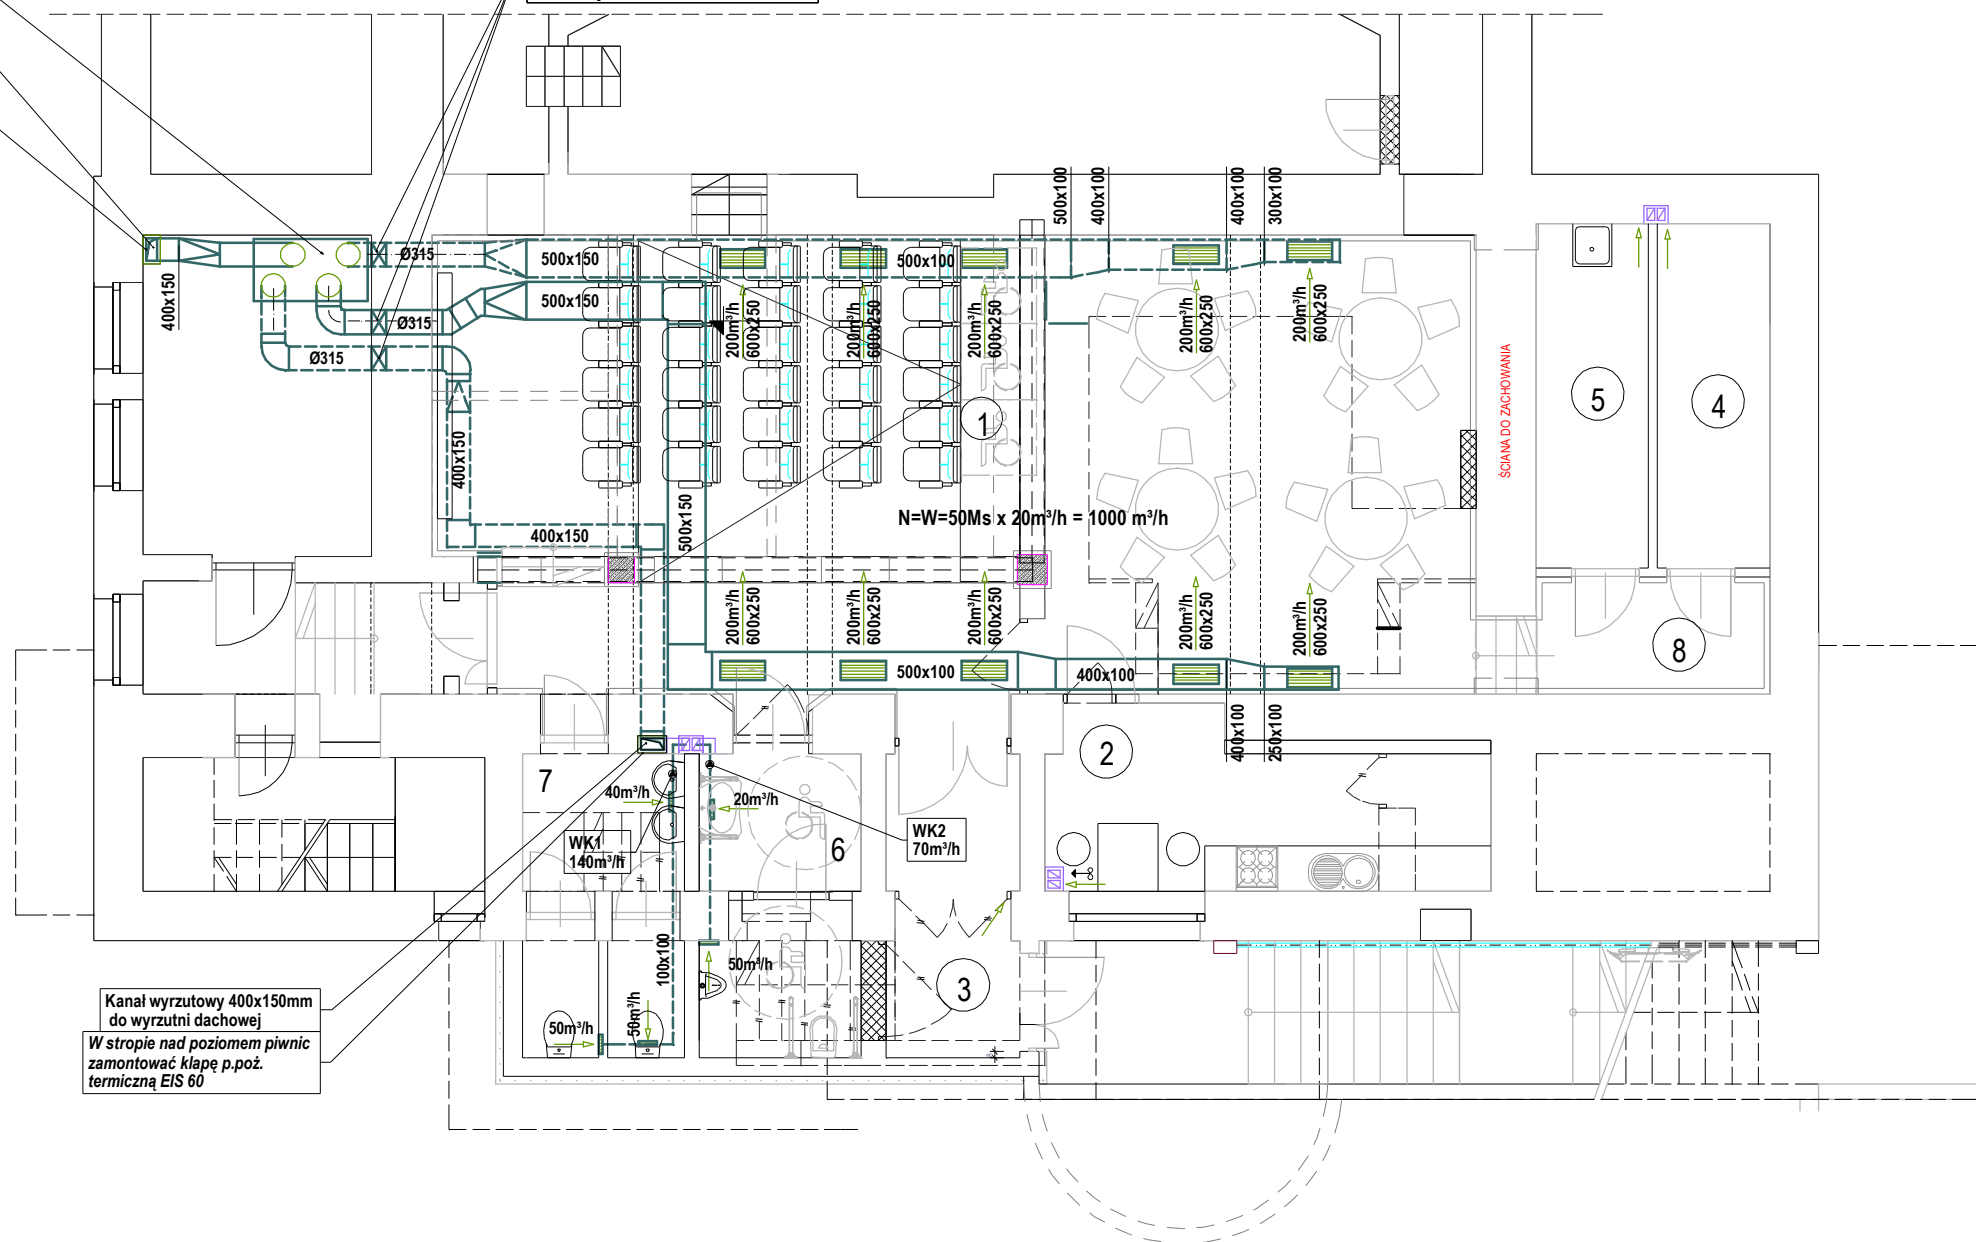 500x100
400x100
400x100
300x100
400x150
Ø315
500x150
500x100
500x150
Ø315
Ø315
200m³/h
600x250
200m³/h
600x250
200m³/h
600x250
200m³/h
600x250
200m³/h
600x250
ŚCIANA DO ZACHOWANIA
5
4
1
400x150
400x150
500x150
N=W=50Ms x 20m³/h = 1000 m³/h
200m³/h
600x250
200m³/h
600x250
200m³/h
600x250
200m³/h
600x250
200m³/h
600x250
8
500x100
400x100
400x100
250x100
2
7
40m³/h
20m³/h
WK1
140m³/h
6
WK2
70m³/h
100x100
50m³/h
3
50m³/h
50m³/h
Kanał wyrzutowy 400x150mm
do wyrzutni dachowej
W stropie nad poziomem piwnic
zamontować klapę p.poż.
termiczną EIS 60